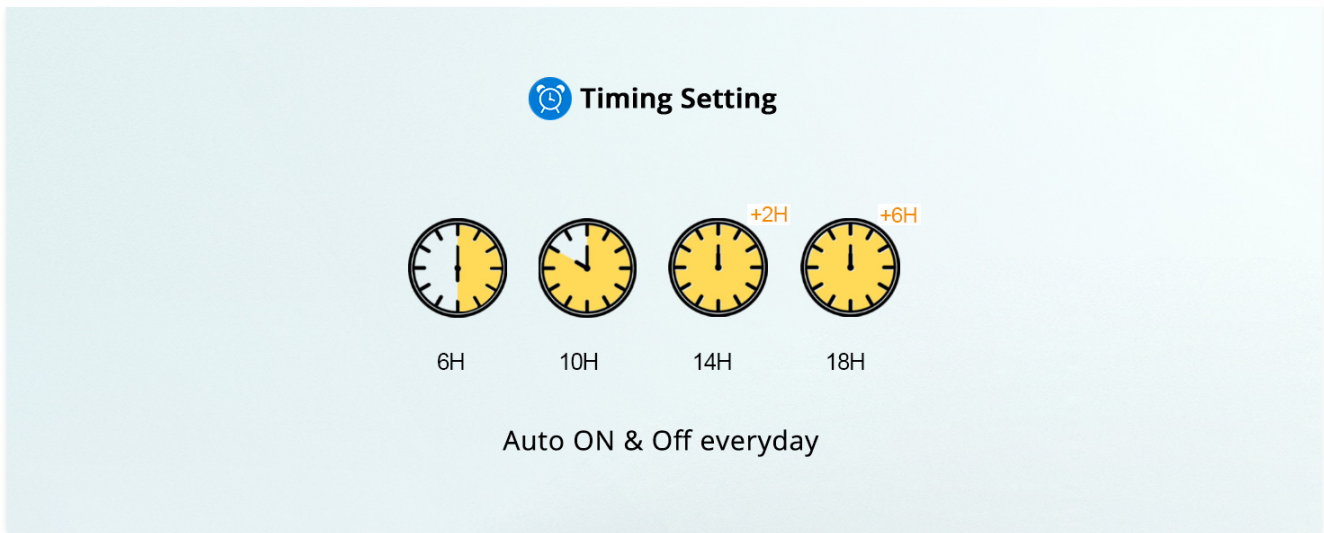 Timing Setting
+2H
+6H
6H
10H
14H
18H
Auto ON & Off everyday